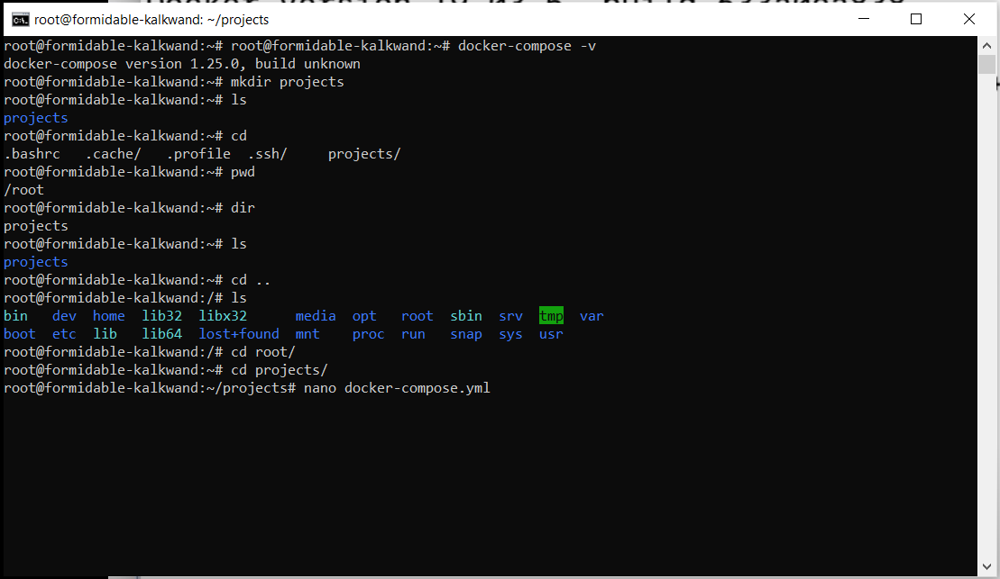 root@formidable-kalkwand: ~/projects
root@formidable-kalkwand:~# root@formidable-kalkwand:~# docker-compose -v
docker-compose version 1.25.0, build unknown
root@formidable-kalkwand:~# mkdir projects
root@formidable-kalkwand:~# ls
projects
root@formidable-kalkwand:~# cd
.bashrc   .cache/   .profile  .ssh/     projects/
root@formidable-kalkwand:~# pwd
/root
root@formidable-kalkwand:~# dir
projects
root@formidable-kalkwand:~# ls
projects
root@formidable-kalkwand:~# cd ..
root@formidable-kalkwand:/# ls
bin   dev  home  lib32  libx32      media  opt   root  sbin  srv  tmp  var
boot  etc  lib   lib64  lost+found  mnt    proc  run   snap  sys  usr
root@formidable-kalkwand:/# cd root/
root@formidable-kalkwand:~# cd projects/
root@formidable-kalkwand:~/projects# nano docker-compose.yml